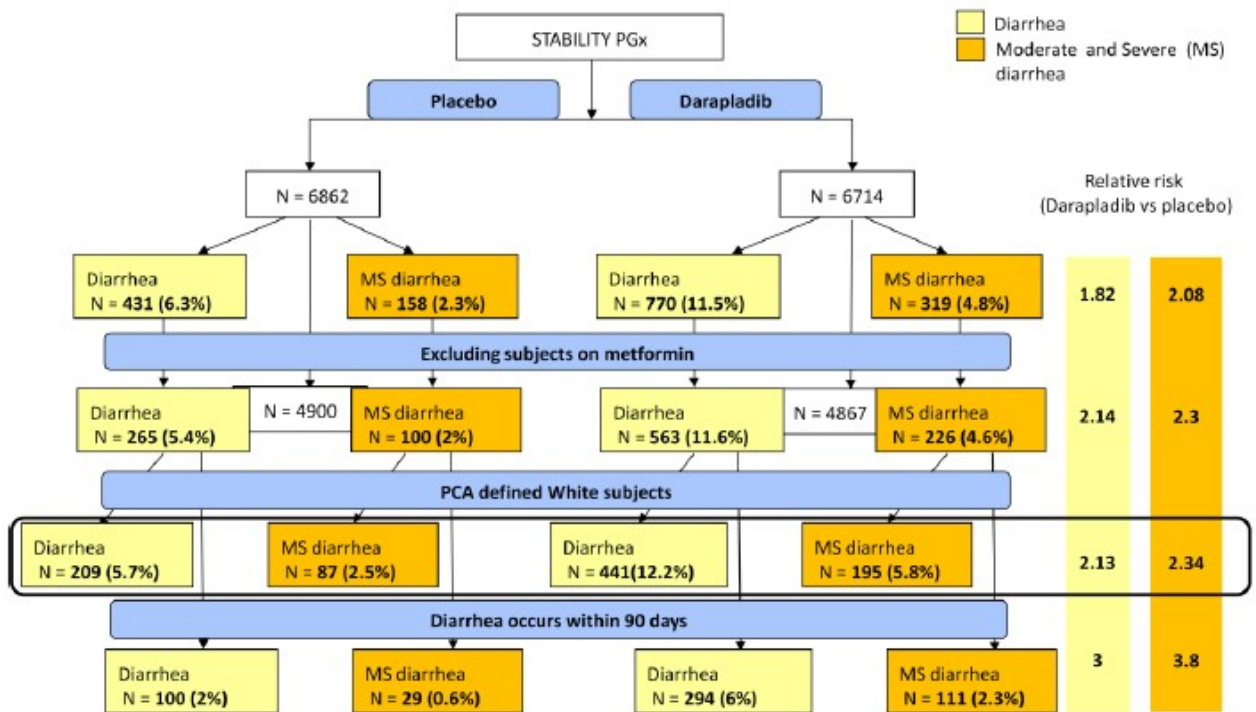 STABILITY PGx
Diarrhea
Moderate and Severe (MS)
diarrhea
Placebo
Darapladib
N = 6862
N = 6714
Relative risk
(Darapladib vs placebo)
Diarrhea
N = 431 (6.3%)
MS diarrhea
N = 158 (2.3%)
Diarrhea
N = 770 (11.5%)
MS diarrhea
N = 319 (4.8%)
1.82
2.08
Excluding subjects on metformin
Diarrhea
N = 265 (5.4%)
N = 4900
MS diarrhea
N = 100 (2%)
Diarrhea
N = 563 (11.6%)
N = 4867
MS diarrhea
N = 226 (4.6%)
2.14
2.3
PCA defined White subjects
Diarrhea
N = 209 (5.7%)
MS diarrhea
N = 87 (2.5%)
Diarrhea
N = 441(12.2%)
MS diarrhea
N = 195 (5.8%)
2.13
2.34
Diarrhea occurs within 90 days
Diarrhea
N = 100 (2%)
MS diarrhea
N = 29 (0.6%)
Diarrhea
N = 294 (6%)
MS diarrhea
N = 111 (2.3%)
3
3.8